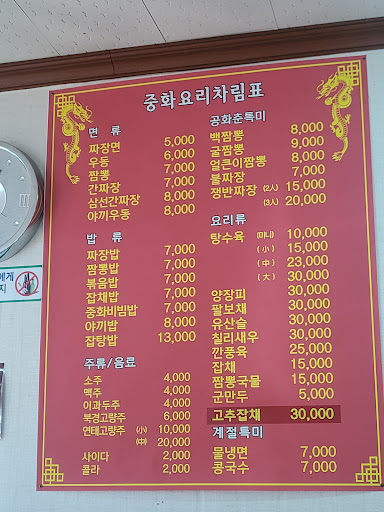 중화요리차림표
면 류
짜장면 5,000
우동 6,000
짬뽕 7,000
간짜장 7,000
삼선간짜장 8,000
야끼우동 8,000
밥 류
짜장밥 7,000
짬뽕밥 7,000
볶음밥 7,000
잡채밥 7,000
중화비빔밥 7,000
야끼밥 8,000
잡탕밥 13,000
주류/음료
소주 4,000
맥주 4,000
이과두주 4,000
북경고량주 6,000
연태고량주 (小) 10,000
(中) 20,000
사이다 2,000
콜라 2,000
공화춘특미
백짬뽕 8,000
굴짬뽕 9,000
얼큰이짬뽕 8,000
불짜장 7,000
쟁반짜장 (2人) 15,000
(3人) 20,000
요리류
탕수육 (미니) 10,000
(小) 15,000
(中) 23,000
(大) 30,000
양장피 30,000
팔보채 30,000
유산슬 30,000
칠리새우 30,000
깐풍육 25,000
잡채 15,000
짬뽕국물 15,000
군만두 5,000
고추잡채 30,000
계절특미
물냉면 7,000
콩국수 7,000
에게
지